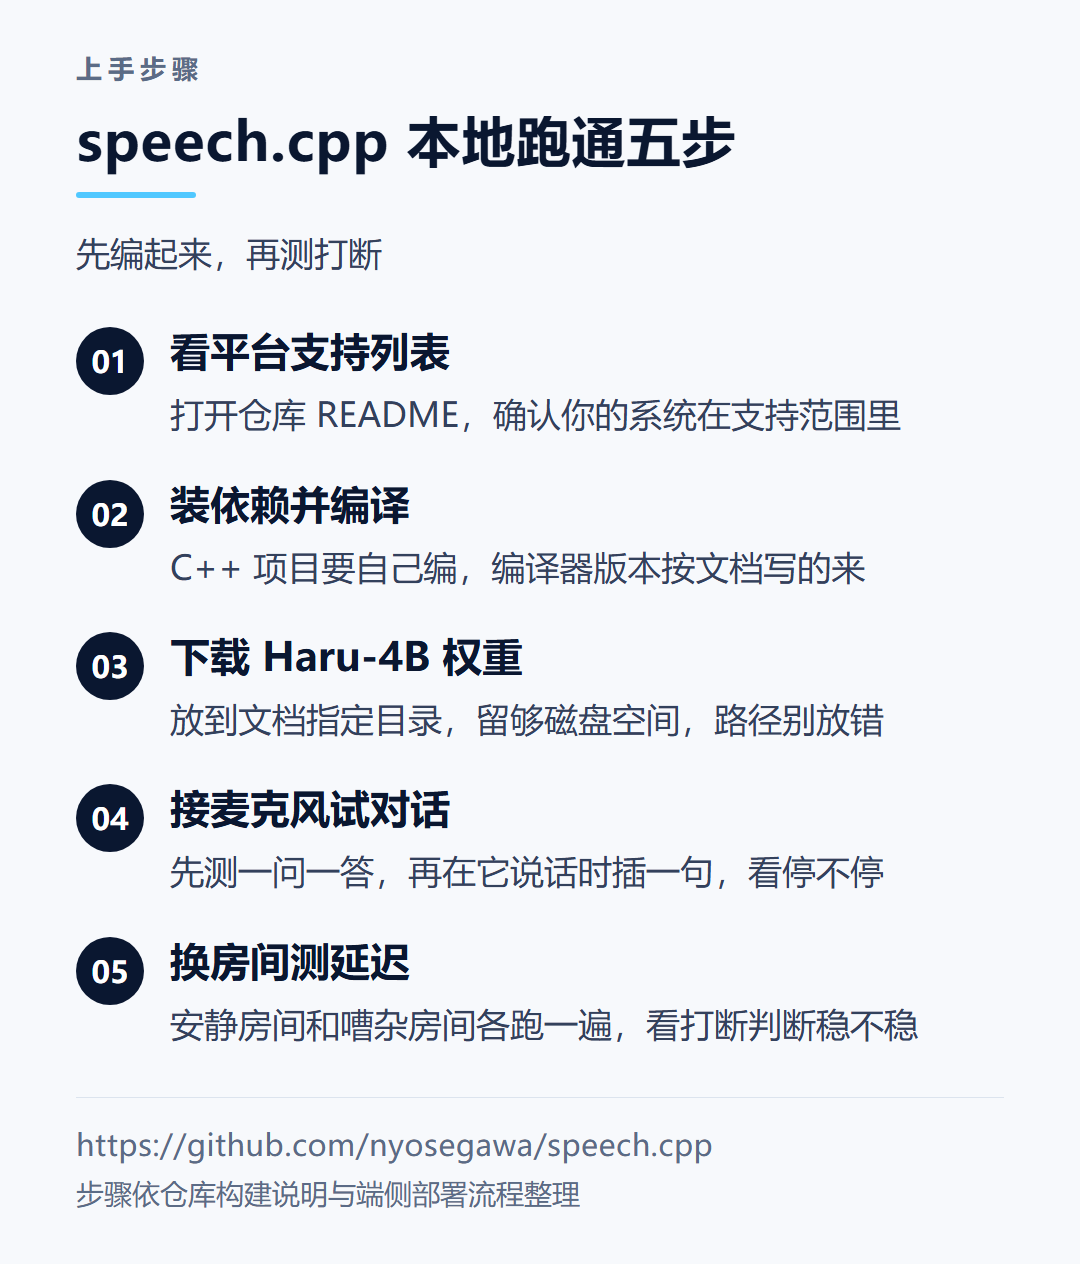 上手步骤
speech.cpp 本地跑通五步
先编起来，再测打断
01
看平台支持列表
打开仓库 README，确认你的系统在支持范围里
02
装依赖并编译
C++ 项目要自己编，编译器版本按文档写的来
03
下载 Haru-4B 权重
放到文档指定目录，留够磁盘空间，路径别放错
04
接麦克风试对话
先测一问一答，再在它说话时插一句，看停不停
05
换房间测延迟
安静房间和嘈杂房间各跑一遍，看打断判断稳不稳
https://github.com/nyosegawa/speech.cpp
步骤依仓库构建说明与端侧部署流程整理